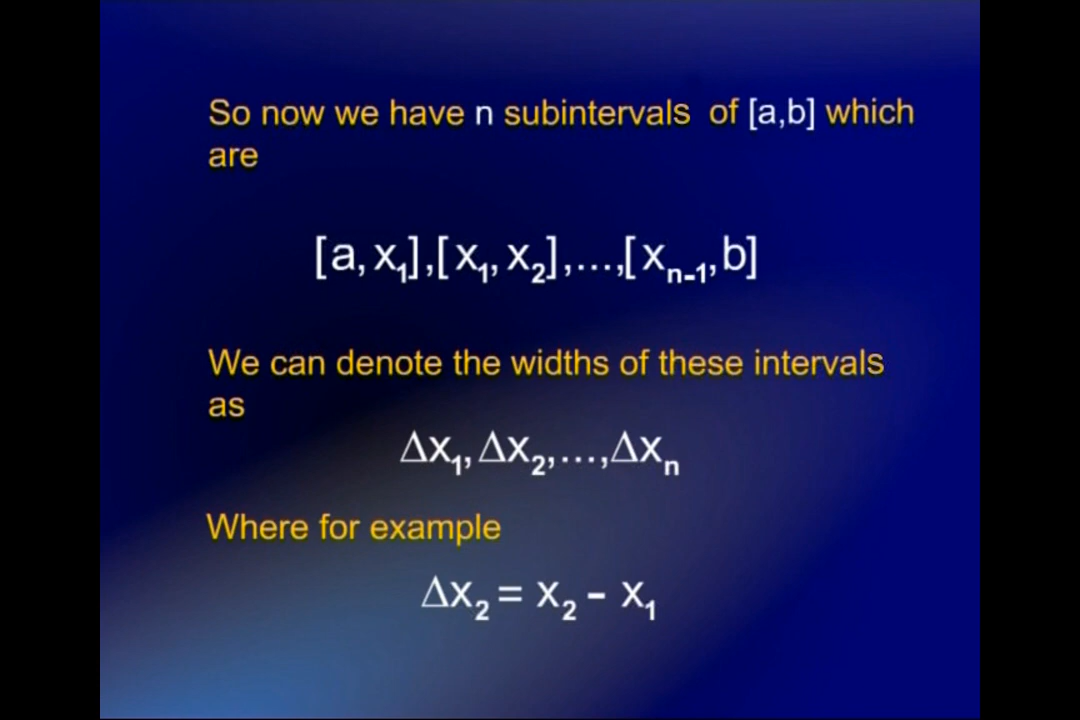 So now we have n subintervals of [a,b] which
are
[a,x₁],[x₁,x₂],...,[xₙ₋₁,b]
We can denote the widths of these intervals
as
Δx₁,Δx₂,...,Δxₙ
Where for example
Δx₂ = x₂ - x₁